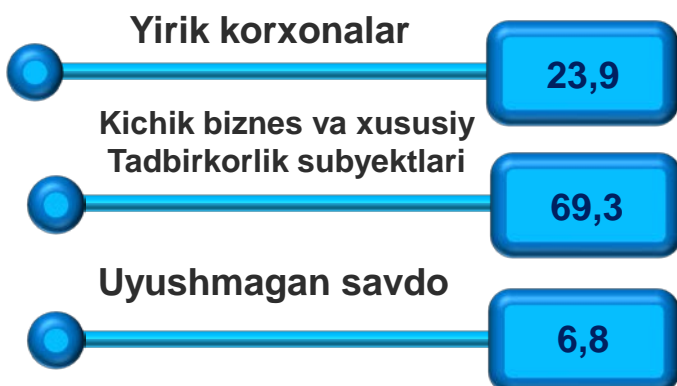 Yirik korxonalar
23,9
Kichik biznes va xususiy
Tadbirkorlik subyektlari
69,3
Uyushmagan savdo
6,8